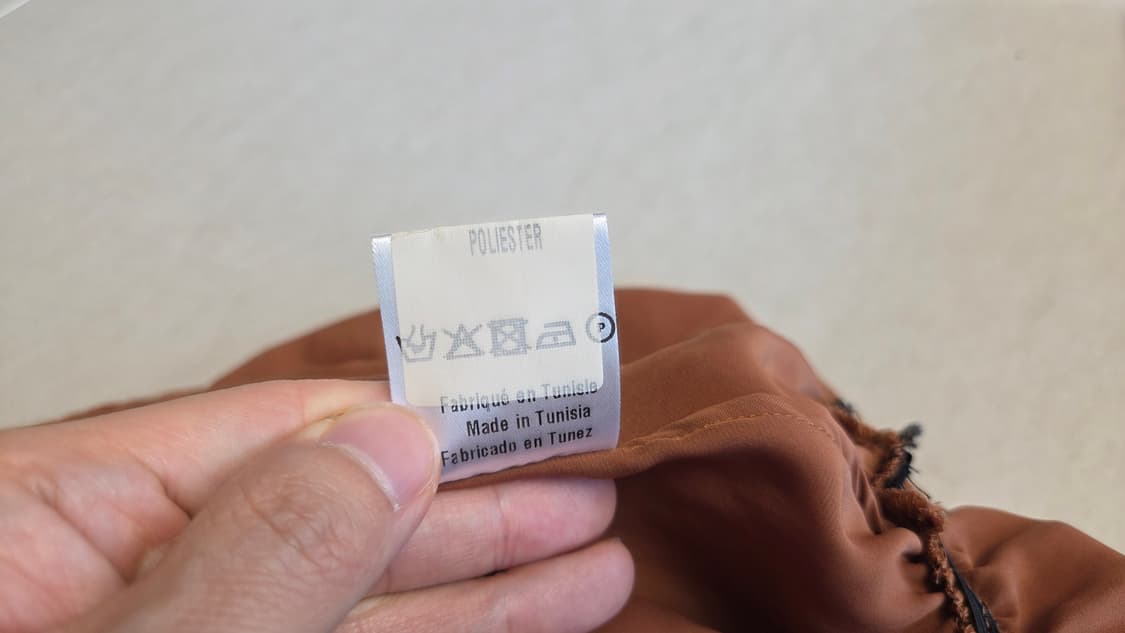 POLIESTER
P
Fabriqué en Tunisie
Made in Tunisia
Fabricado en Tunez